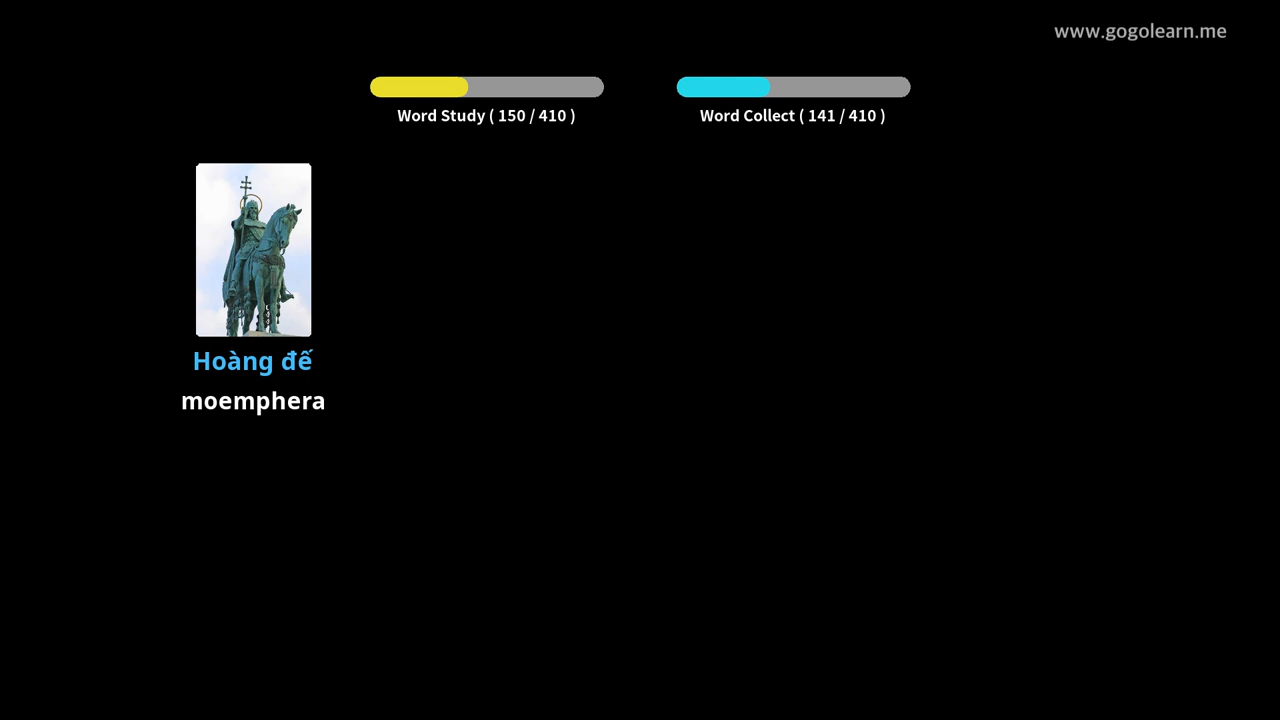 www.gogolearn.me
Word Study ( 150 / 410 )
Word Collect ( 141 / 410 )
Hoàng đế
moemphera